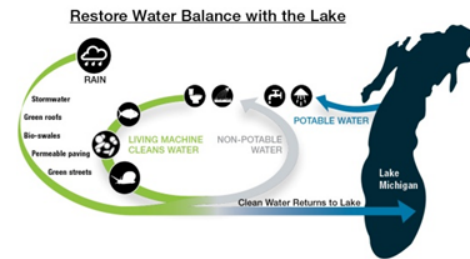 Restore Water Balance with the Lake
RAIN
Stormwater
Green roofs
Bio-swales
Permeable paving
Green streets
LIVING MACHINE
CLEANS WATER
NON-POTABLE
WATER
POTABLE WATER
Lake
Michigan
Clean Water Returns to Lake